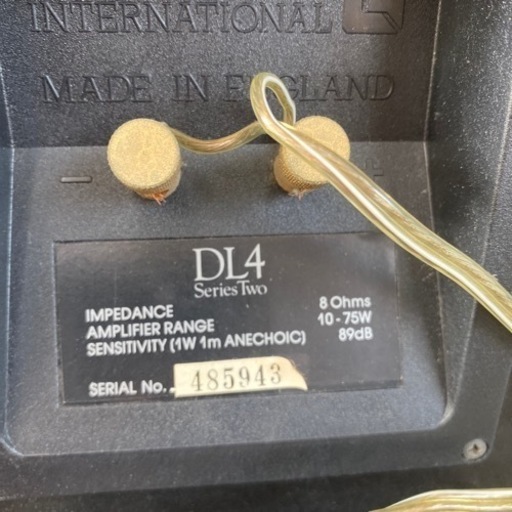 INTERNATIONAL
MADE IN ENGLAND
- +
DL4
Series Two
IMPEDANCE 8 Ohms
AMPLIFIER RANGE 10 - 75W
SENSITIVITY (1W 1m ANECHOIC) 89dB
SERIAL No. 485943